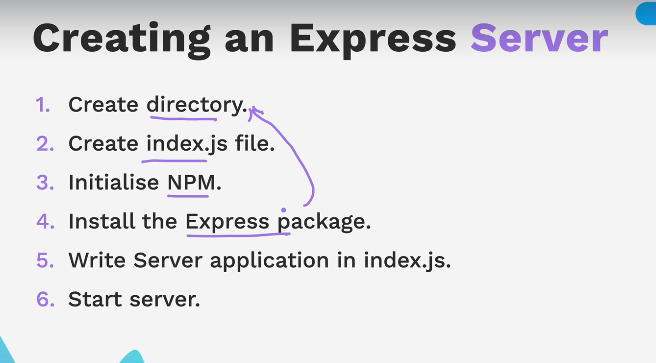 Creating an Express Server
1. Create directory.
2. Create index.js file.
3. Initialise NPM.
4. Install the Express package.
5. Write Server application in index.js.
6. Start server.